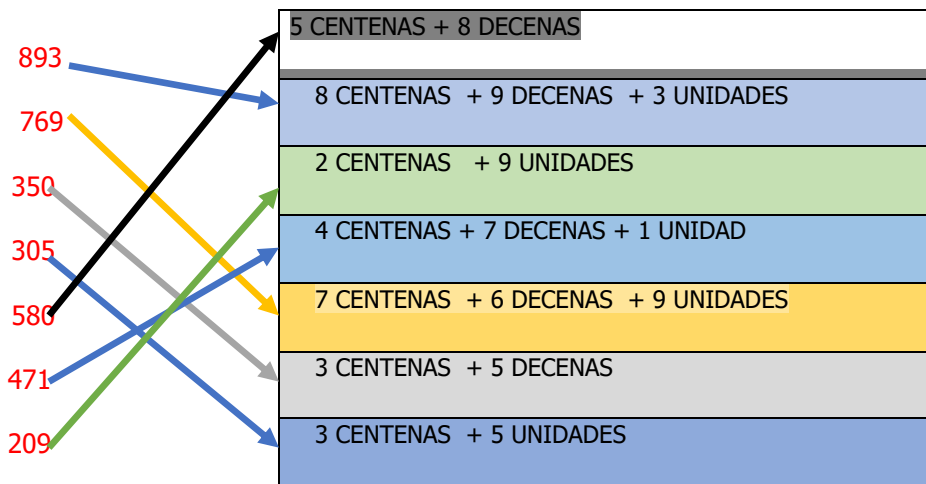 893
769
350
305
580
471
209
5 CENTENAS + 8 DECENAS
8 CENTENAS + 9 DECENAS + 3 UNIDADES
2 CENTENAS + 9 UNIDADES
4 CENTENAS + 7 DECENAS + 1 UNIDAD
7 CENTENAS + 6 DECENAS + 9 UNIDADES
3 CENTENAS + 5 DECENAS
3 CENTENAS + 5 UNIDADES